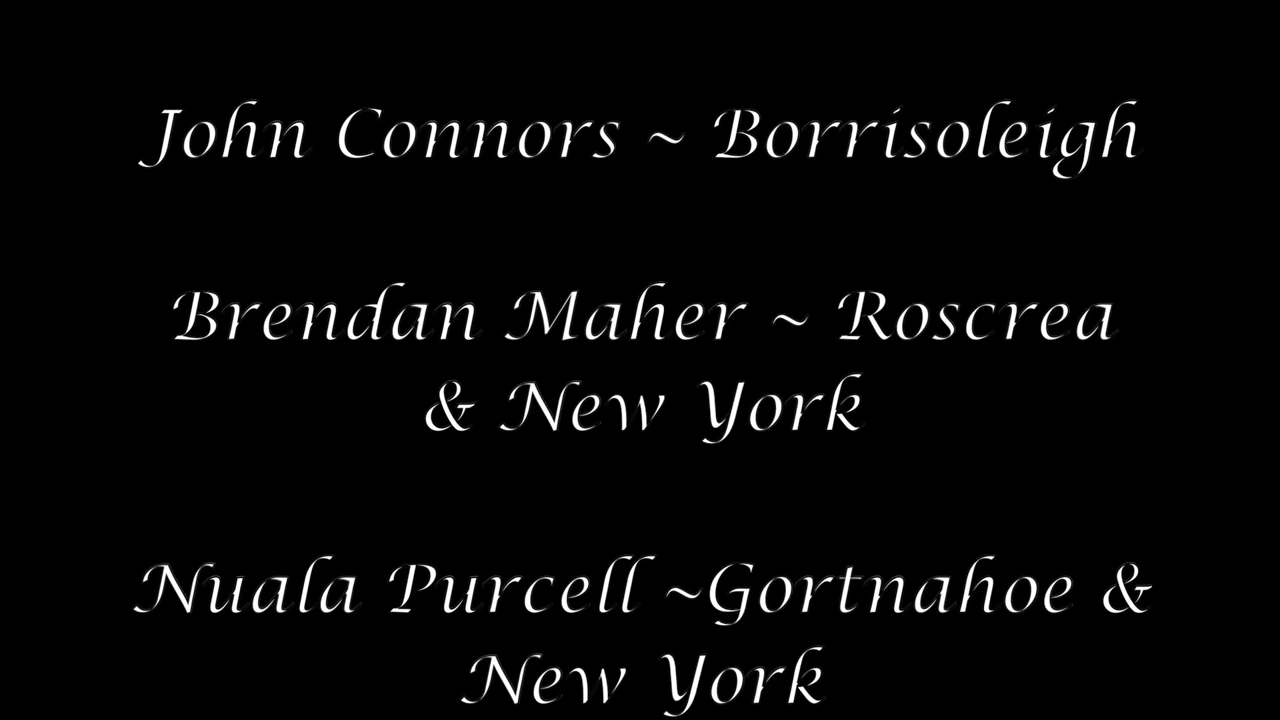 John Connors ~ Borrisoleigh
Brendan Maher ~ Roscrea
& New York
Nuala Purcell ~Gortnahoe &
New York